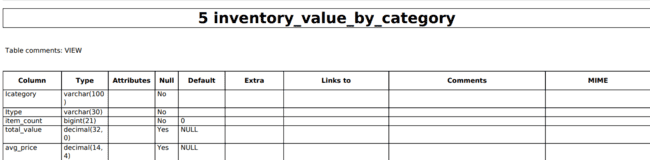 5 inventory_value_by_category
Table comments: VIEW
Column Type Attributes Null Default Extra Links to Comments MIME
Icategory varchar(100) No
Itype varchar(30) No
item_count bigint(21) No 0
total_value decimal(32,0) Yes NULL
avg_price decimal(14,4) Yes NULL